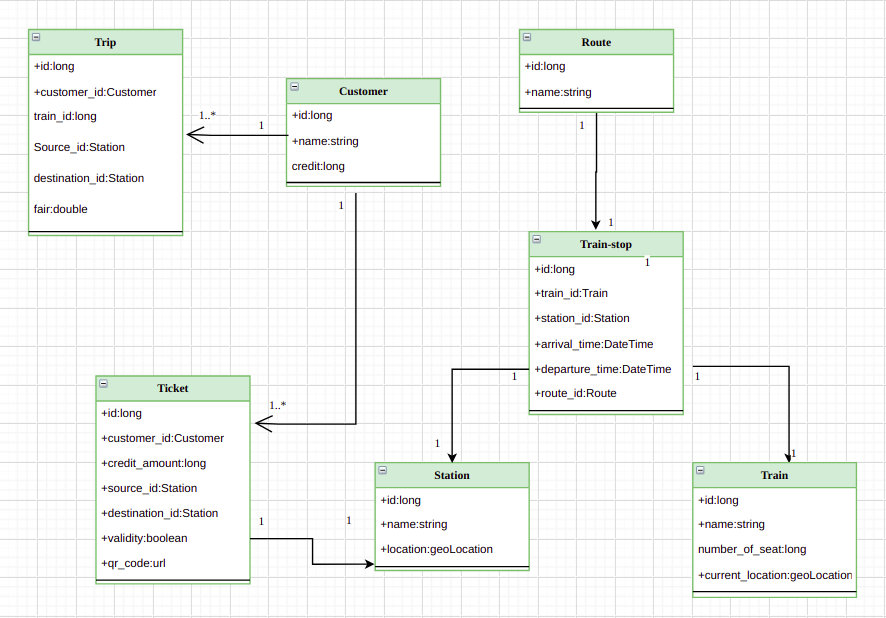 Trip
+id:long
+customer_id:Customer
train_id:long
Source_id:Station
destination_id:Station
fair:double
1..*
1
Customer
+id:long
+name:string
credit:long
1
Route
+id:long
+name:string
1
1
Train-stop
1
+id:long
+train_id:Train
+station_id:Station
+arrival_time:DateTime
+departure_time:DateTime
+route_id:Route
1
1
1
1
Ticket
+id:long
+customer_id:Customer
+credit_amount:long
+source_id:Station
+destination_id:Station
+validity:boolean
+qr_code:url
1..*
1
1
Station
+id:long
+name:string
+location:geoLocation
Train
+id:long
+name:string
number_of_seat:long
+current_location:geoLocation